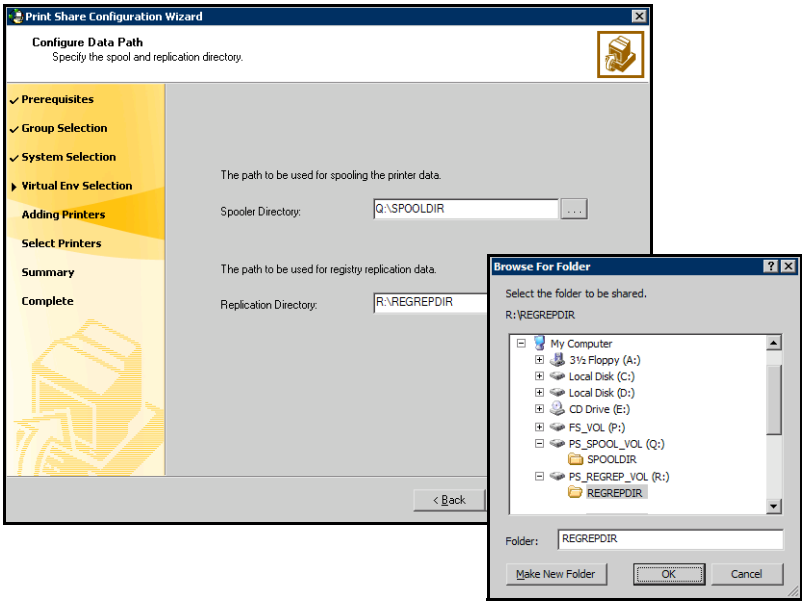 Print Share Configuration Wizard
Configure Data Path
Specify the spool and replication directory.
Prerequisites
Group Selection
System Selection
Virtual Env Selection
Adding Printers
Select Printers
Summary
Complete
The path to be used for spooling the printer data.
Spooler Directory: Q:\SPOOLDIR ...
The path to be used for registry replication data.
Replication Directory: R:\REGREPDIR
< Back
Browse For Folder
Select the folder to be shared.
R:\REGREPDIR
My Computer
3½ Floppy (A:)
Local Disk (C:)
Local Disk (D:)
CD Drive (E:)
FS_VOL (P:)
PS_SPOOL_VOL (Q:)
SPOOLDIR
PS_REGREP_VOL (R:)
REGREPDIR
Folder: REGREPDIR
Make New Folder OK Cancel